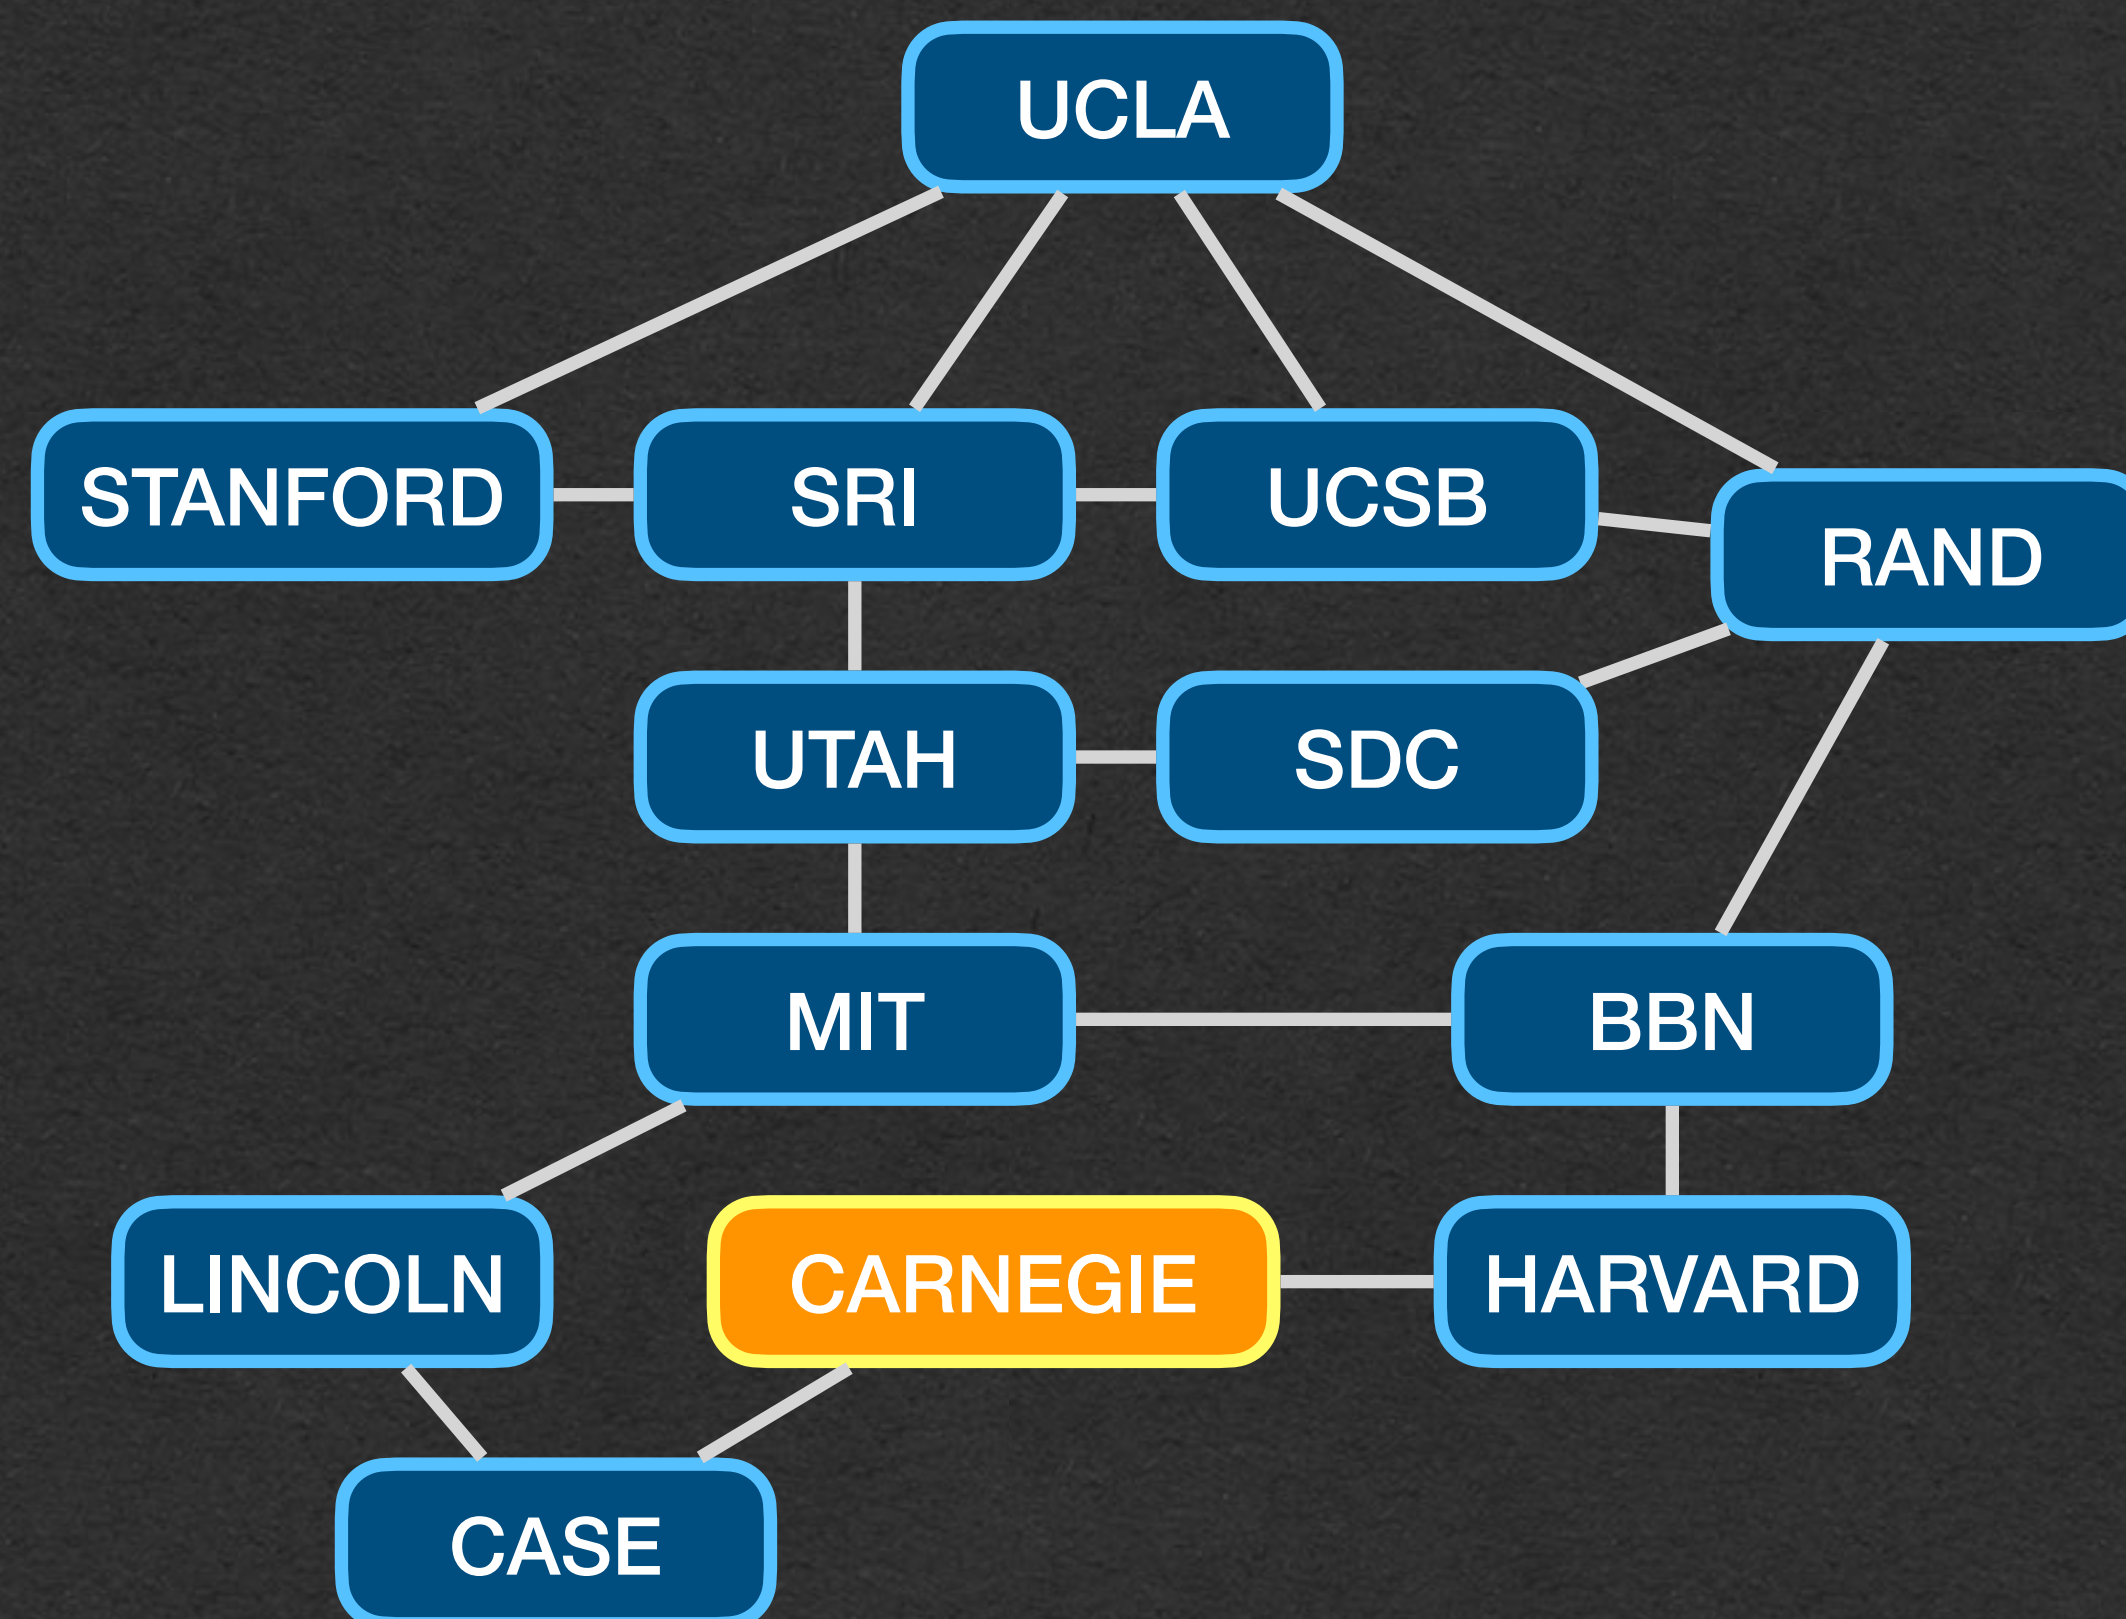 UCLA
STANFORD
SRI
UCSB
RAND
UTAH
SDC
MIT
BBN
LINCOLN
CARNEGIE
HARVARD
CASE